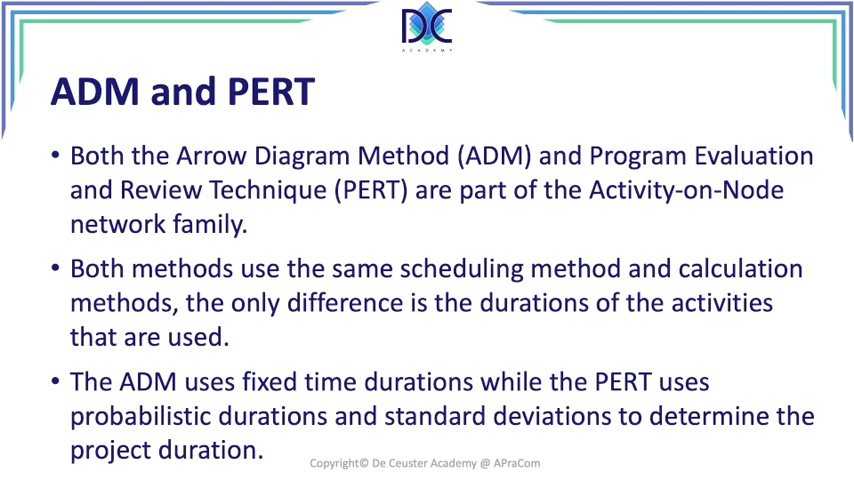 DC
ACADEMY
ADM and PERT
• Both the Arrow Diagram Method (ADM) and Program Evaluation
and Review Technique (PERT) are part of the Activity-on-Node
network family.
• Both methods use the same scheduling method and calculation
methods, the only difference is the durations of the activities
that are used.
• The ADM uses fixed time durations while the PERT uses
probabilistic durations and standard deviations to determine the
project duration.
Copyright© De Ceuster Academy @ APraCom